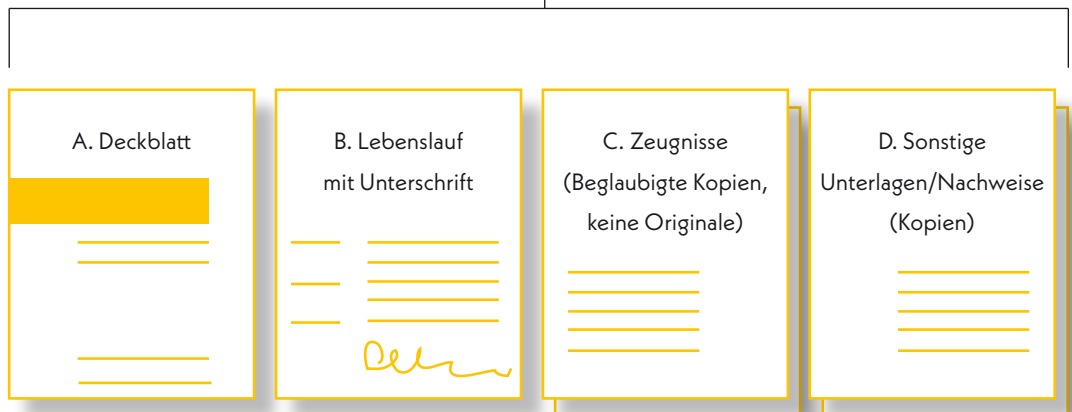 A. Deckblatt
B. Lebenslauf
mit Unterschrift
C. Zeugnisse
(Beglaubigte Kopien,
keine Originale)
D. Sonstige
Unterlagen/Nachweise
(Kopien)